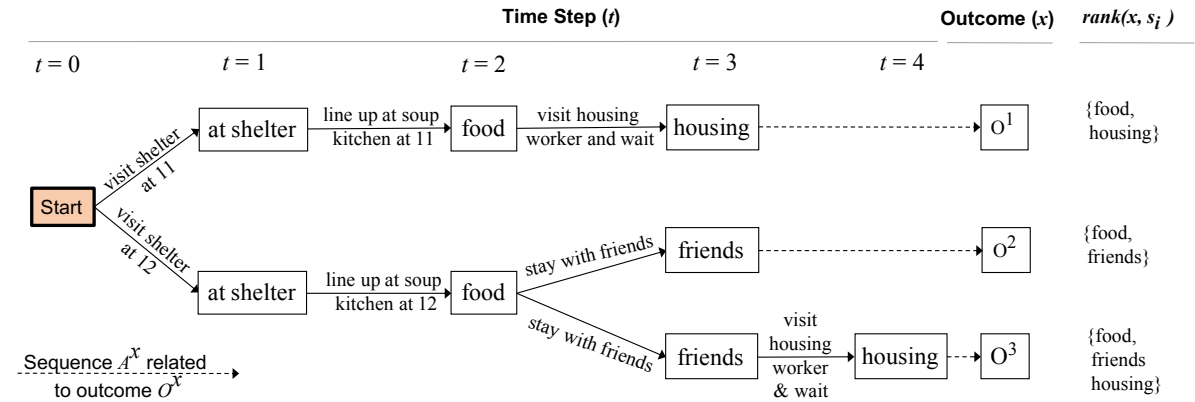 Time Step (t) Outcome (x) rank(x, s_i )
t = 0 t = 1 t = 2 t = 3 t = 4
Start
visit shelter
at 11
at shelter
line up at soup
kitchen at 11
food
visit housing
worker and wait
housing
O^1
{food,
housing}
visit shelter
at 12
at shelter
line up at soup
kitchen at 12
food
stay with friends
friends
O^2
{food,
friends}
stay with friends
friends
visit
housing
worker
& wait
housing
O^3
{food,
friends
housing}
Sequence A^x related
to outcome O^x